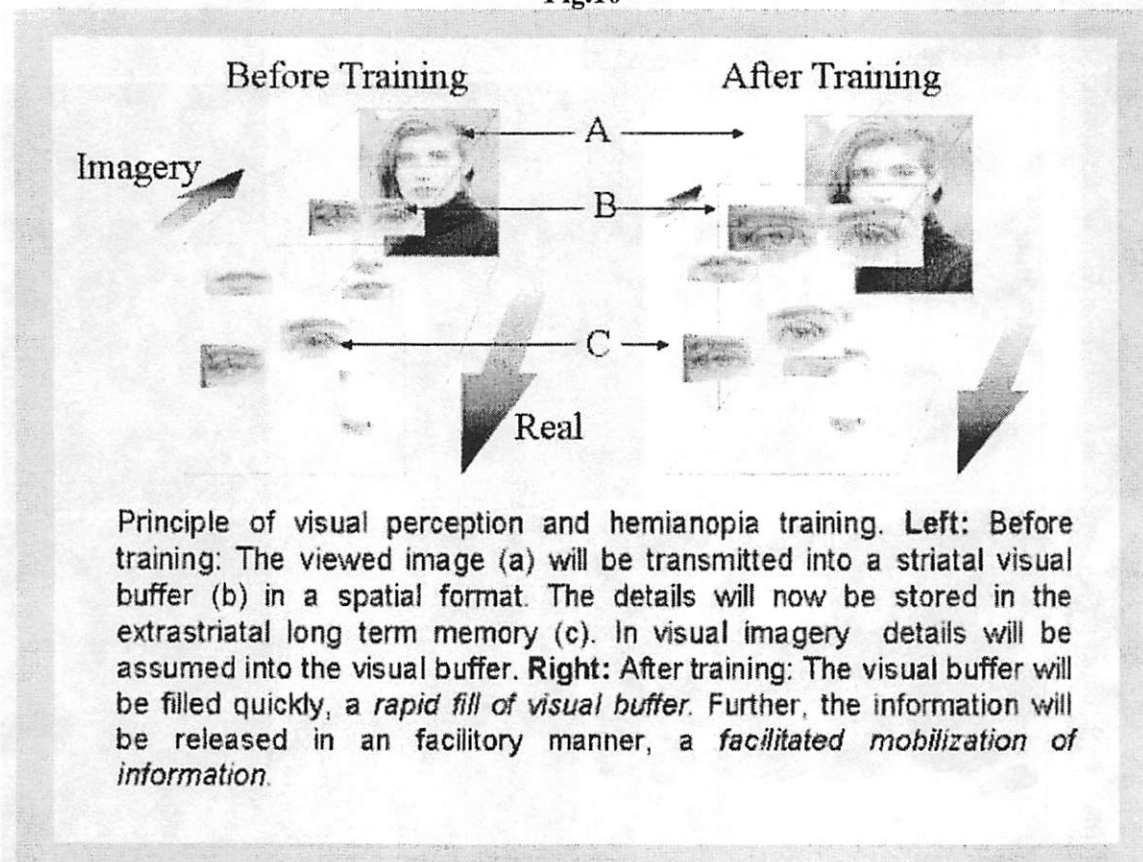 Before Training After Training
A
Imagery
B
C
Real
Principle of visual perception and hemianopia training. Left: Before
training: The viewed image (a) will be transmitted into a striatal visual
buffer (b) in a spatial format. The details will now be stored in the
extrastriatal long term memory (c). In visual imagery details will be
assumed into the visual buffer. Right: After training: The visual buffer will
be filled quickly, a rapid fill of visual buffer. Further, the information will
be released in an facilitory manner, a facilitated mobilization of
information.